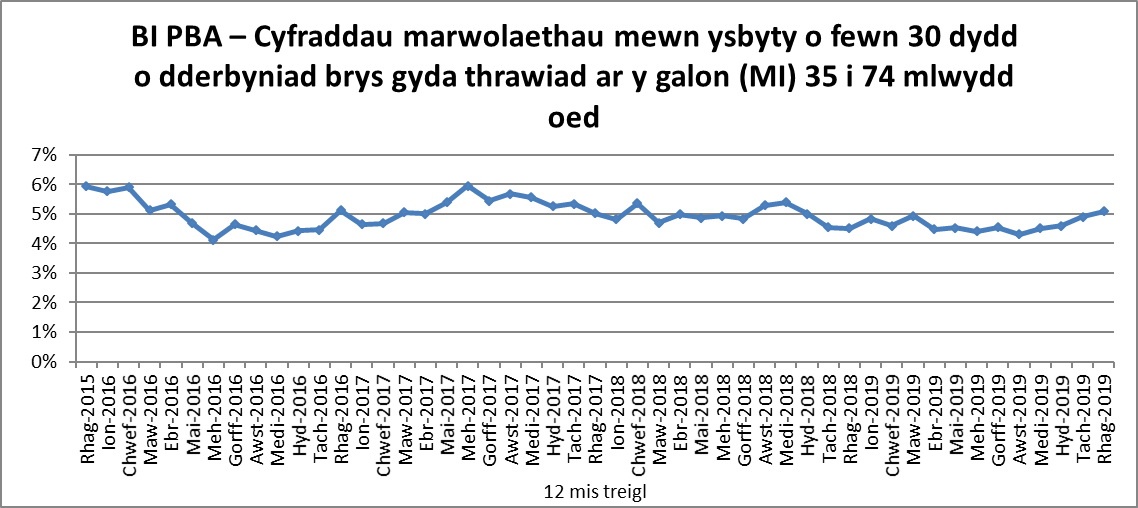 BI PBA – Cyfraddau marwolaethau mewn ysbyty o fewn 30 dydd
o dderbyniad brys gyda thrawiad ar y galon (MI) 35 i 74 mlwydd
oed
7%
6%
5%
4%
3%
2%
1%
0%
Rhag-2015
Ion-2016
Chwef-2016
Maw-2016
Ebr-2016
Mai-2016
Meh-2016
Gorff-2016
Awst-2016
Medi-2016
Hyd-2016
Tach-2016
Rhag-2016
Ion-2017
Chwef-2017
Maw-2017
Ebr-2017
Mai-2017
Meh-2017
Gorff-2017
Awst-2017
Medi-2017
Hyd-2017
Tach-2017
Rhag-2017
Ion-2018
Chwef-2018
Maw-2018
Ebr-2018
Mai-2018
Meh-2018
Gorff-2018
Awst-2018
Medi-2018
Hyd-2018
Tach-2018
Rhag-2018
Ion-2019
Chwef-2019
Maw-2019
Ebr-2019
Mai-2019
Meh-2019
Gorff-2019
Awst-2019
Medi-2019
Hyd-2019
Tach-2019
Rhag-2019
12 mis treigl